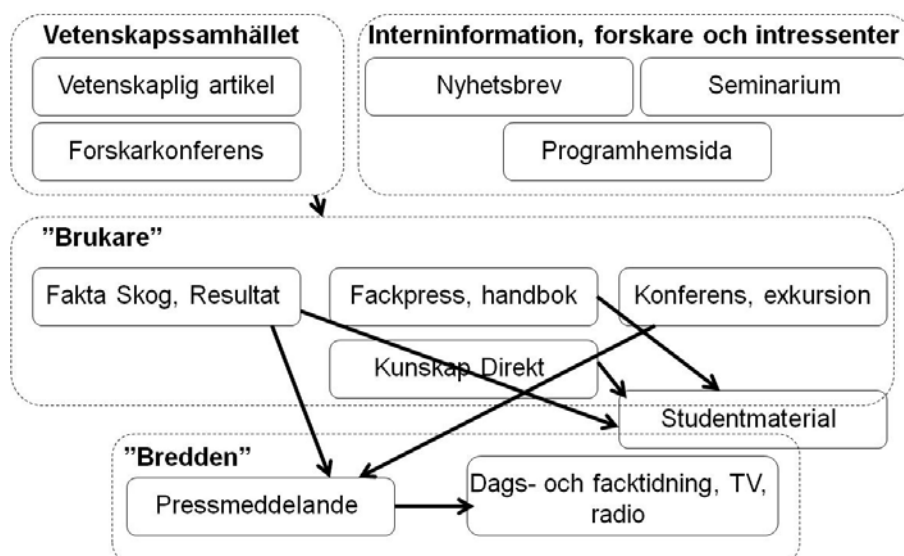 Vetenskapssamhället
Vetenskaplig artikel
Forskarkonferens
Interninformation, forskare och intressenter
Nyhetsbrev
Seminarium
Programhemsida
”Brukare”
Fakta Skog, Resultat
Fackpress, handbok
Konferens, exkursion
Kunskap Direkt
Studentmaterial
”Bredden”
Pressmeddelande
Dags- och facktidning, TV,
radio